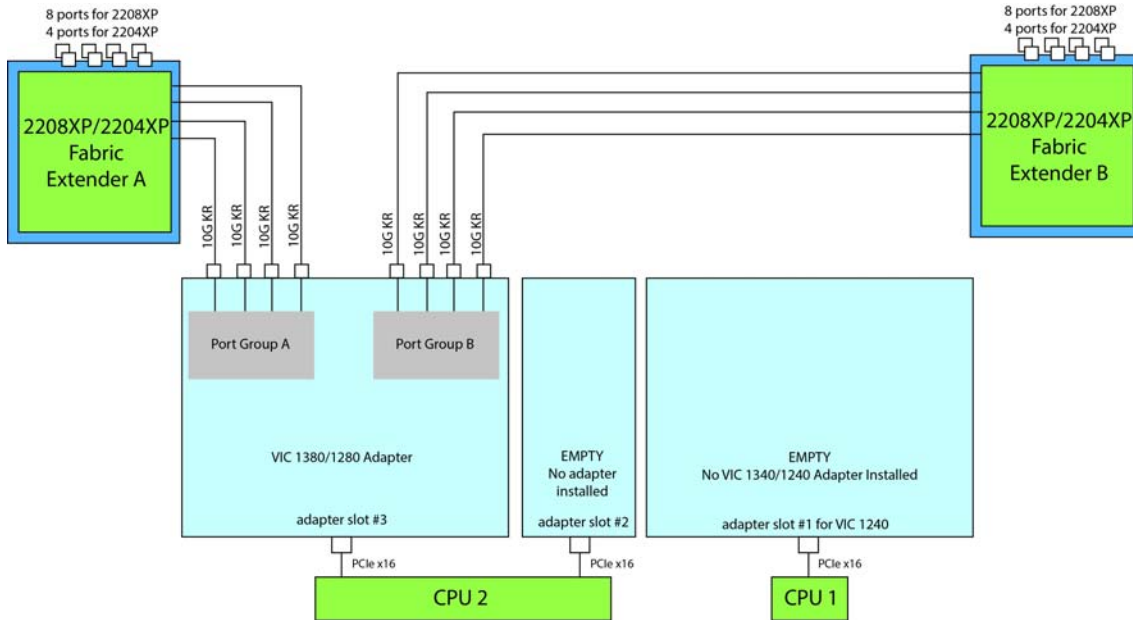 8 ports for 2208XP
4 ports for 2204XP
8 ports for 2208XP
4 ports for 2204XP
2208XP/2204XP
Fabric
Extender A
2208XP/2204XP
Fabric
Extender B
10G KR
10G KR
10G KR
10G KR
10G KR
10G KR
10G KR
10G KR
Port Group A
Port Group B
VIC 1380/1280 Adapter
adapter slot #3
EMPTY
No adapter
installed
adapter slot #2
EMPTY
No VIC 1340/1240 Adapter Installed
adapter slot #1 for VIC 1240
PCIe x16
PCIe x16
PCIe x16
CPU 2
CPU 1